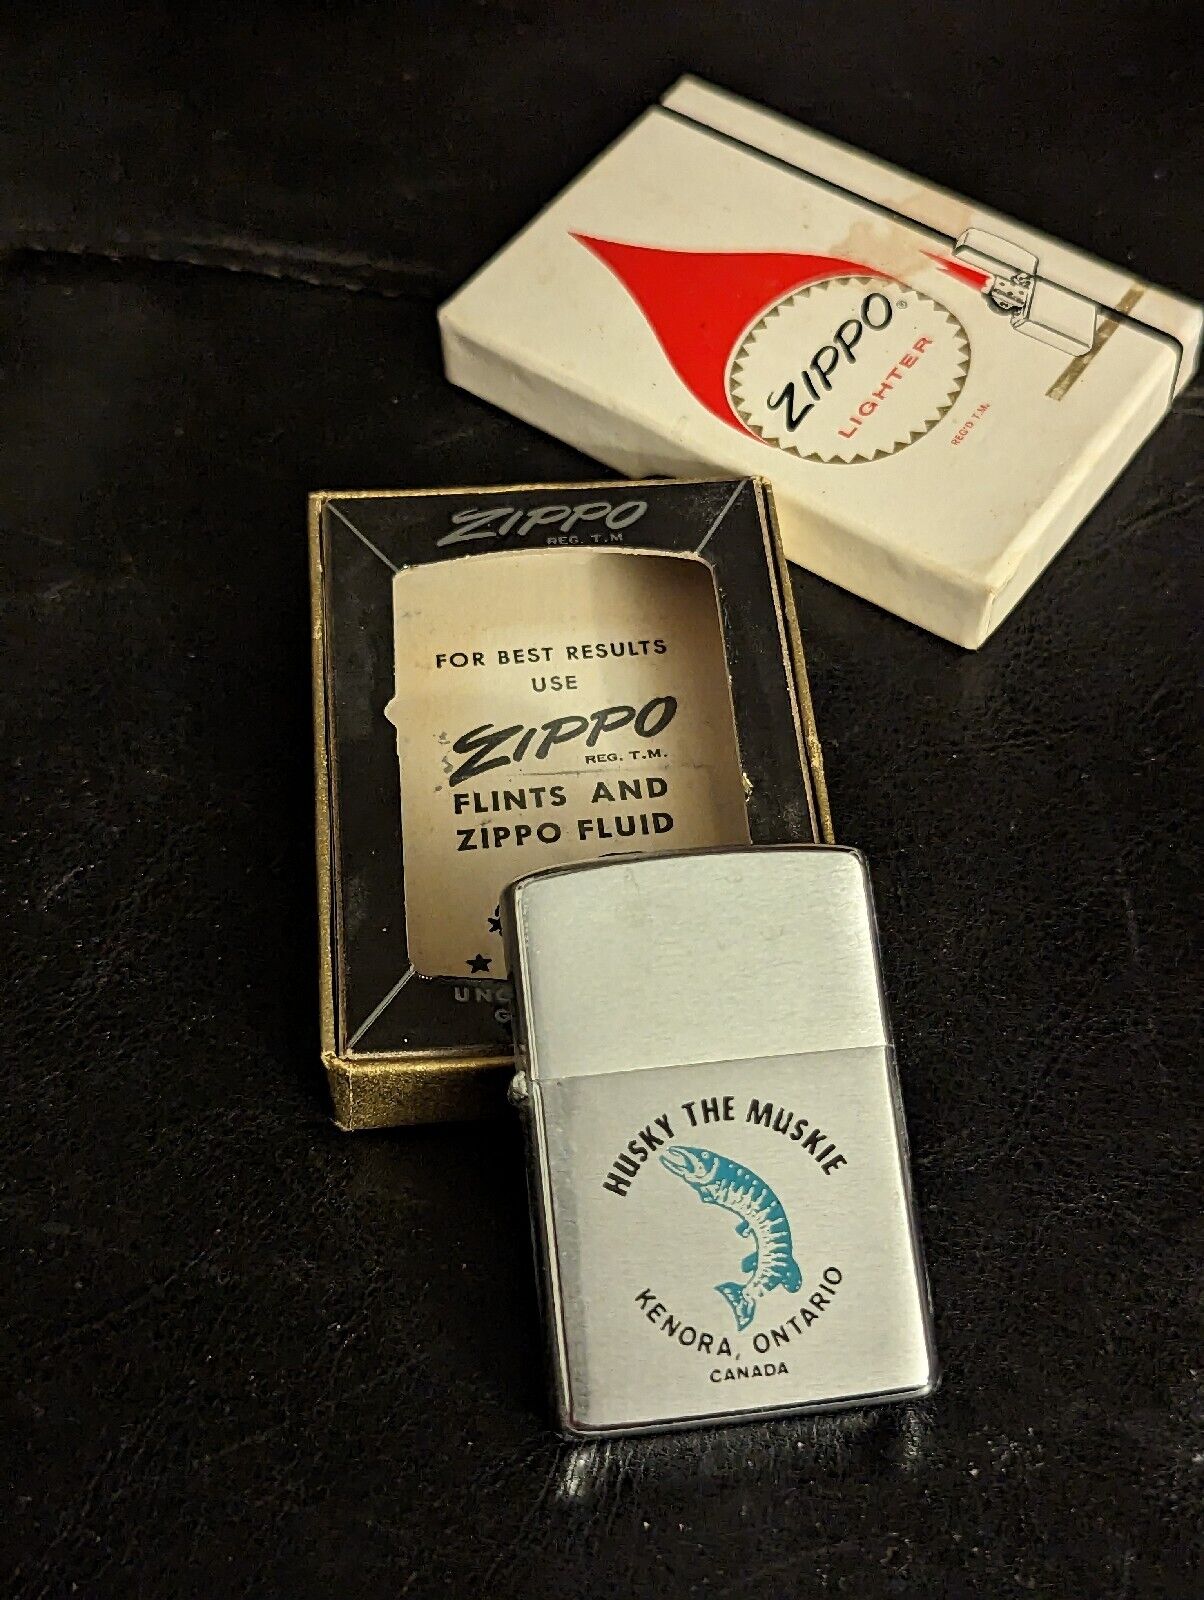 ZIPPO®
LIGHTER
REG'D T.M.
ZIPPO
REG. T.M
FOR BEST RESULTS
USE
ZIPPO
REG. T.M.
FLINTS AND
ZIPPO FLUID
HUSKY THE MUSKIE
KENORA, ONTARIO
CANADA